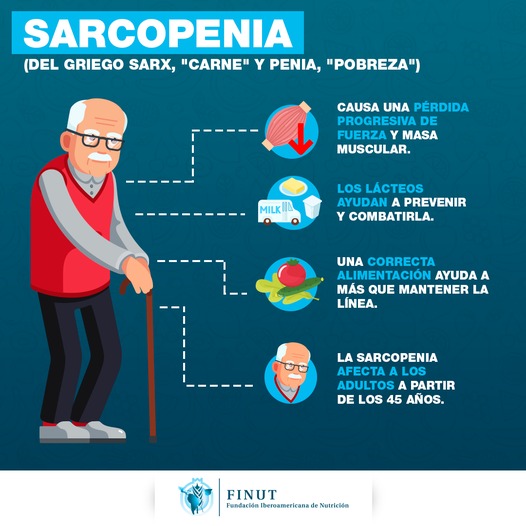 SARCOPENIA
(DEL GRIEGO SARX, "CARNE" Y PENIA, "POBREZA")
CAUSA UNA PÉRDIDA
PROGRESIVA DE
FUERZA Y MASA
MUSCULAR.
MILK
LOS LÁCTEOS
AYUDAN A PREVENIR
Y COMBATIRLA.
UNA CORRECTA
ALIMENTACIÓN AYUDA A
MÁS QUE MANTENER LA
LÍNEA.
LA SARCOPENIA
AFECTA A LOS
ADULTOS A PARTIR
DE LOS 45 AÑOS.
FINUT
Fundación Iberoamericana de Nutrición